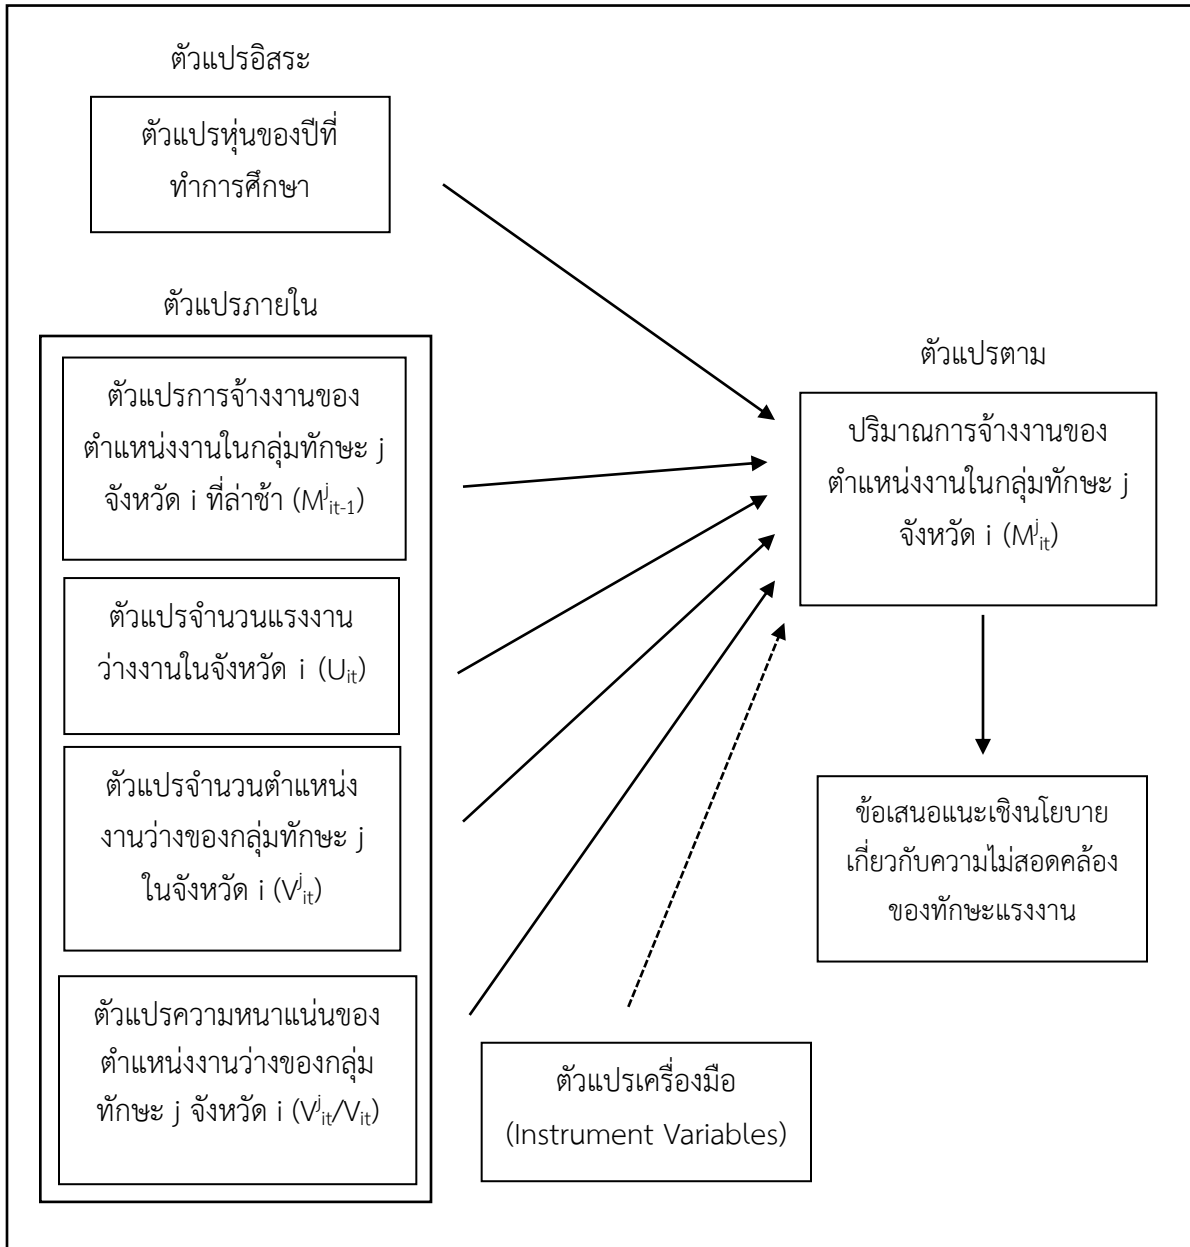 ตัวแปรอิสระ
ตัวแปรหุ่นของปีที่
ทำการศึกษา
ตัวแปรภายใน
ตัวแปรการจ้างงานของ
ตำแหน่งงานในกลุ่มทักษะ j
จังหวัด i ที่ล่าช้า (M^j_it-1)
ตัวแปรจำนวนแรงงาน
ว่างงานในจังหวัด i (U_it)
ตัวแปรจำนวนตำแหน่ง
งานว่างของกลุ่มทักษะ j
ในจังหวัด i (V^j_it)
ตัวแปรความหนาแน่นของ
ตำแหน่งงานว่างของกลุ่ม
ทักษะ j จังหวัด i (V^j_it/V_it)
ตัวแปรเครื่องมือ
(Instrument Variables)
ตัวแปรตาม
ปริมาณการจ้างงานของ
ตำแหน่งงานในกลุ่มทักษะ j
จังหวัด i (M^j_it)
ข้อเสนอแนะเชิงนโยบาย
เกี่ยวกับความไม่สอดคล้อง
ของทักษะแรงงาน